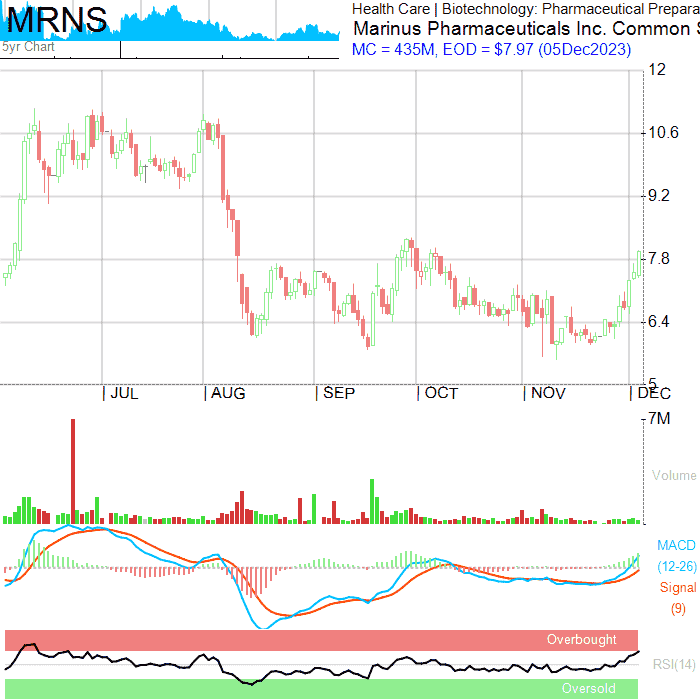 MRNS
5yr Chart
Health Care | Biotechnology: Pharmaceutical Prepara
Marinus Pharmaceuticals Inc. Common S
MC = 435M, EOD = $7.97 (05Dec2023)
12
10.6
9.2
7.8
6.4
5
| JUL | AUG | SEP | OCT | NOV | DEC
7M
Volume
MACD
(12-26)
Signal
(9)
Overbought
RSI(14)
Oversold